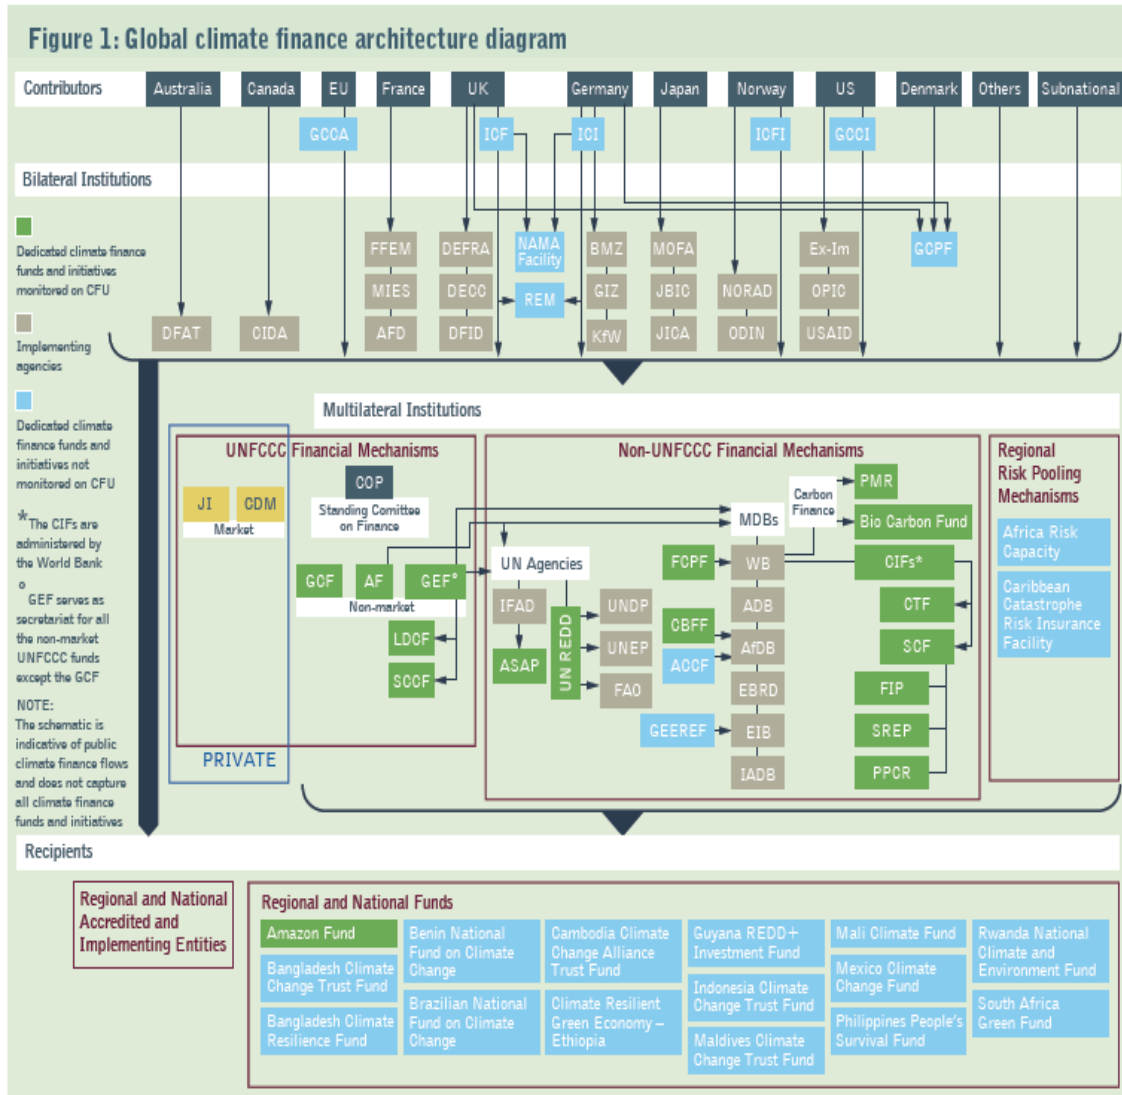 Figure 1: Global climate finance architecture diagram
Contributors
Australia
Canada
EU
France
UK
Germany
Japan
Norway
US
Denmark
Others
Subnational
GCCA
ICF
ICI
ICFI
GCCI
Bilateral Institutions
Dedicated climate finance
funds and initiatives
monitored on CFU
Implementing
agencies
Dedicated climate
finance funds and
initiatives not
monitored on CFU
*The CIFs are
administered by
the World Bank
° GEF serves as
secretariat for all
the non-market
UNFCCC funds
except the GCF
NOTE:
The schematic is
indicative of public
climate finance flows
and does not capture
all climate finance
funds and initiatives
FFEM
DEFRA
NAMA
Facility
BMZ
MOFA
Ex-Im
GCPF
MIES
DECC
REM
GIZ
JBIC
NORAD
OPIC
DFAT
CIDA
AFD
DFID
KfW
JICA
ODIN
USAID
Multilateral Institutions
UNFCCC Financial Mechanisms
JI
CDM
Market
COP
Standing Comittee
on Finance
GCF
AF
GEF°
Non-market
LDCF
SCCF
PRIVATE
Non-UNFCCC Financial Mechanisms
UN Agencies
IFAD
ASAP
UN REDD
UNDP
UNEP
FAO
MDBs
Carbon
Finance
PMR
Bio Carbon Fund
FCPF
WB
CIFs*
ADB
CTF
CBFF
ACCF
AfDB
SCF
EBRD
FIP
GEEREF
EIB
SREP
IADB
PPCR
Regional
Risk Pooling
Mechanisms
Africa Risk
Capacity
Caribbean
Catastrophe
Risk Insurance
Facility
Recipients
Regional and National
Accredited and
Implementing Entities
Regional and National Funds
Amazon Fund
Bangladesh Climate
Change Trust Fund
Bangladesh Climate
Resilience Fund
Benin National
Fund on Climate
Change
Brazilian National
Fund on Climate
Change
Cambodia Climate
Change Alliance
Trust Fund
Climate Resilient
Green Economy –
Ethiopia
Guyana REDD+
Investment Fund
Indonesia Climate
Change Trust Fund
Maldives Climate
Change Trust Fund
Mali Climate Fund
Mexico Climate
Change Fund
Philippines People's
Survival Fund
Rwanda National
Climate and
Environment Fund
South Africa
Green Fund